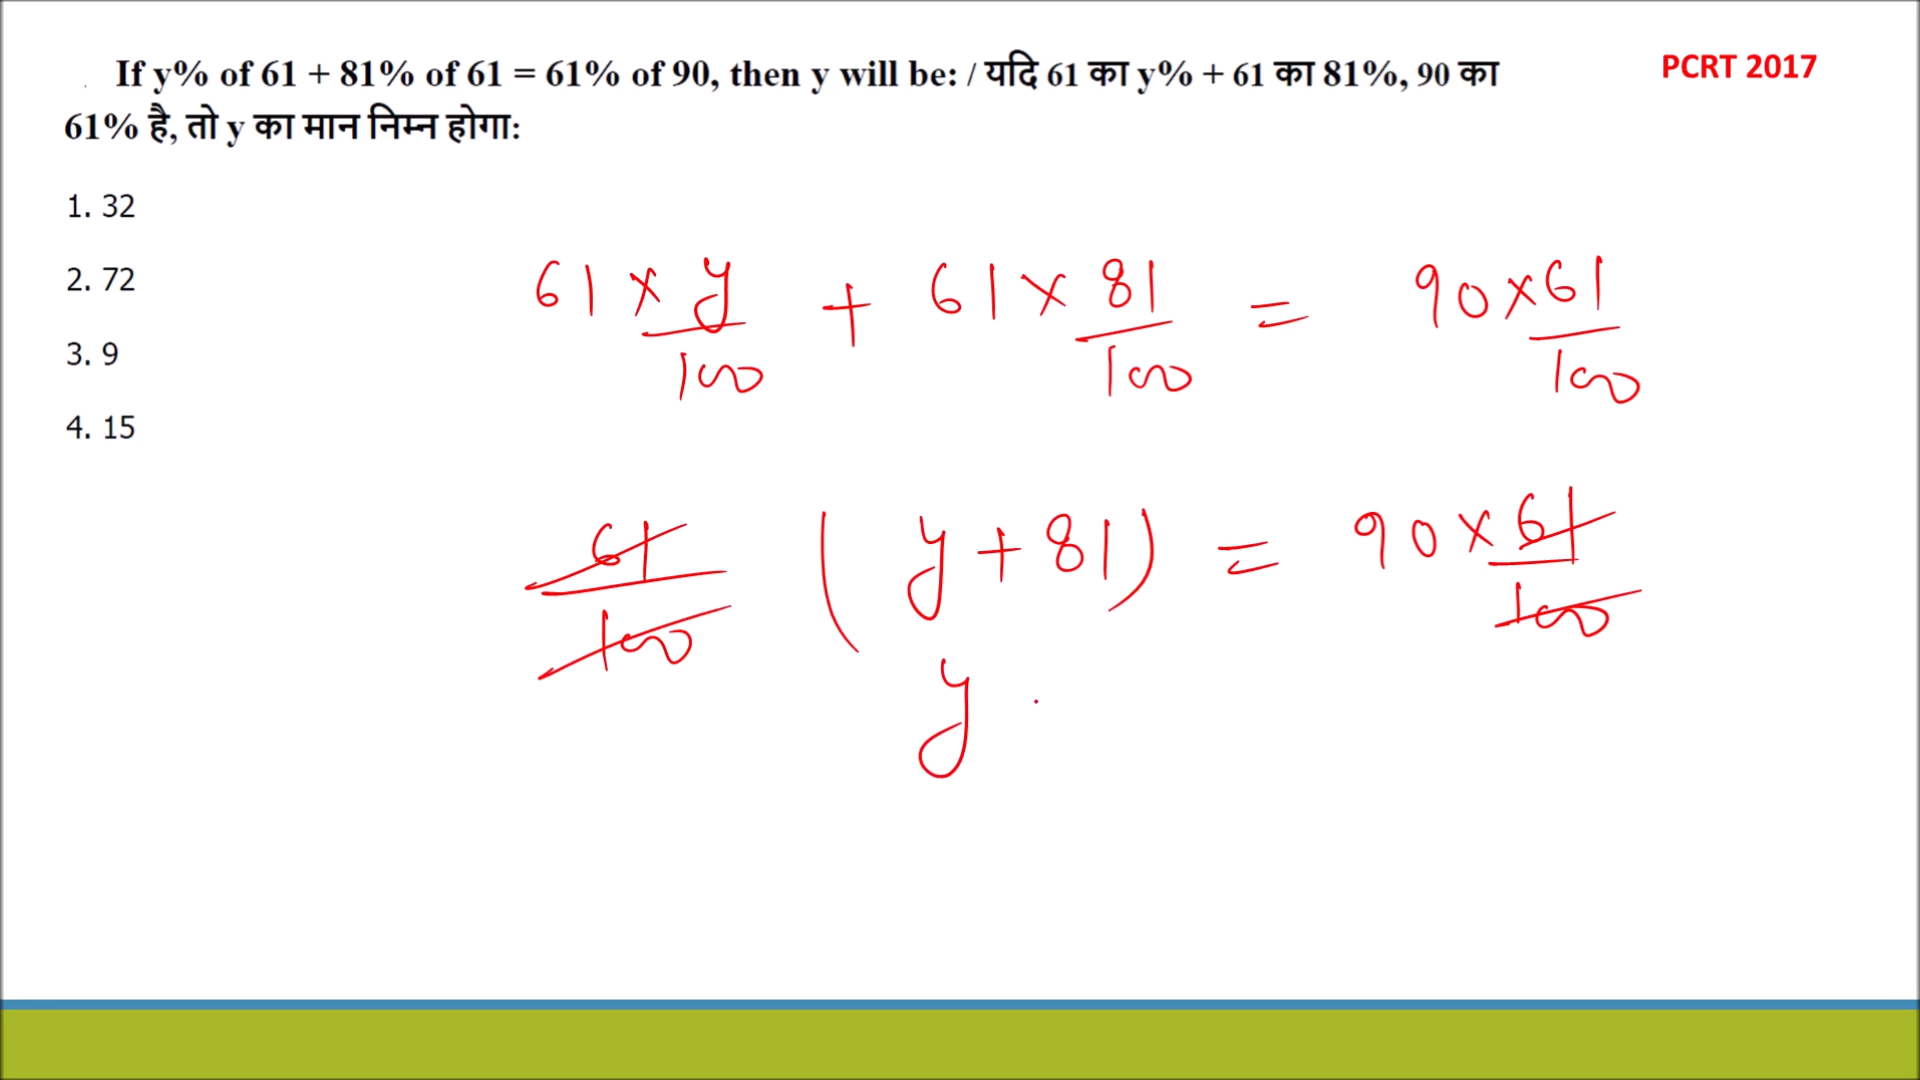 If y% of 61 + 81% of 61 = 61% of 90, then y will be: / यदि 61 का y% + 61 का 81%, 90 का
PCRT 2017
61% है, तो y का मान निम्न होगा:
1. 32
2. 72
3. 9
4. 15
61 × y/100 + 61 × 81/100 = 90 × 61/100
61/100 (y + 81) = 90 × 61/100
y